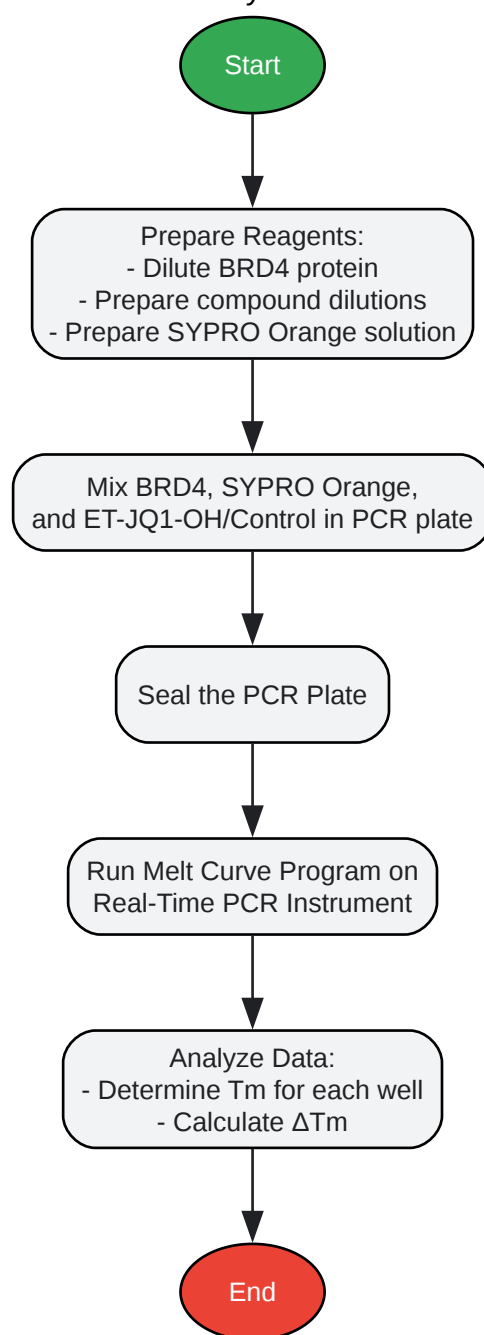 Start
Prepare Reagents:
- Dilute BRD4 protein
- Prepare compound dilutions
- Prepare SYPRO Orange solution
Mix BRD4, SYPRO Orange,
and ET-JQ1-OH/Control in PCR plate
Seal the PCR Plate
Run Melt Curve Program on
Real-Time PCR Instrument
Analyze Data:
- Determine Tm for each well
- Calculate ΔTm
End